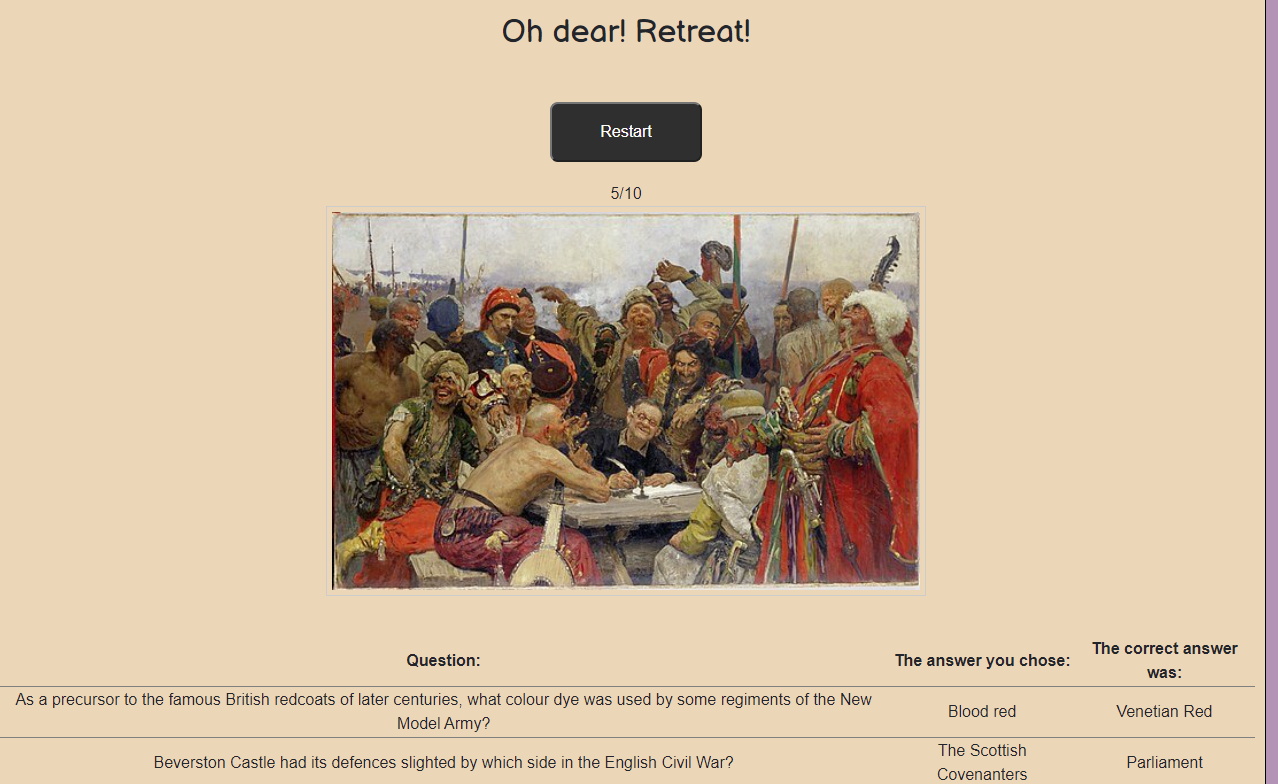 Oh dear! Retreat!
Restart
5/10
Question:
The answer you chose:
The correct answer
was:
As a precursor to the famous British redcoats of later centuries, what colour dye was used by some regiments of the New
Model Army?
Blood red
Venetian Red
Beverston Castle had its defences slighted by which side in the English Civil War?
The Scottish
Covenanters
Parliament